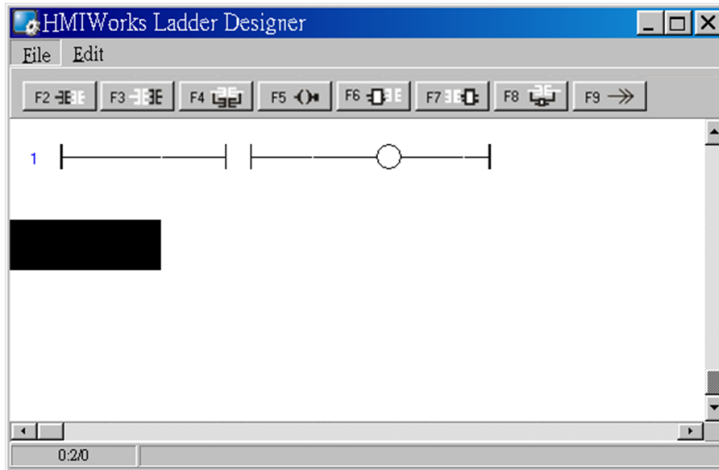 HMIWorks Ladder Designer
File Edit
F2 F3 F4 F5 F6 F7 F8 F9
1
0:2/0